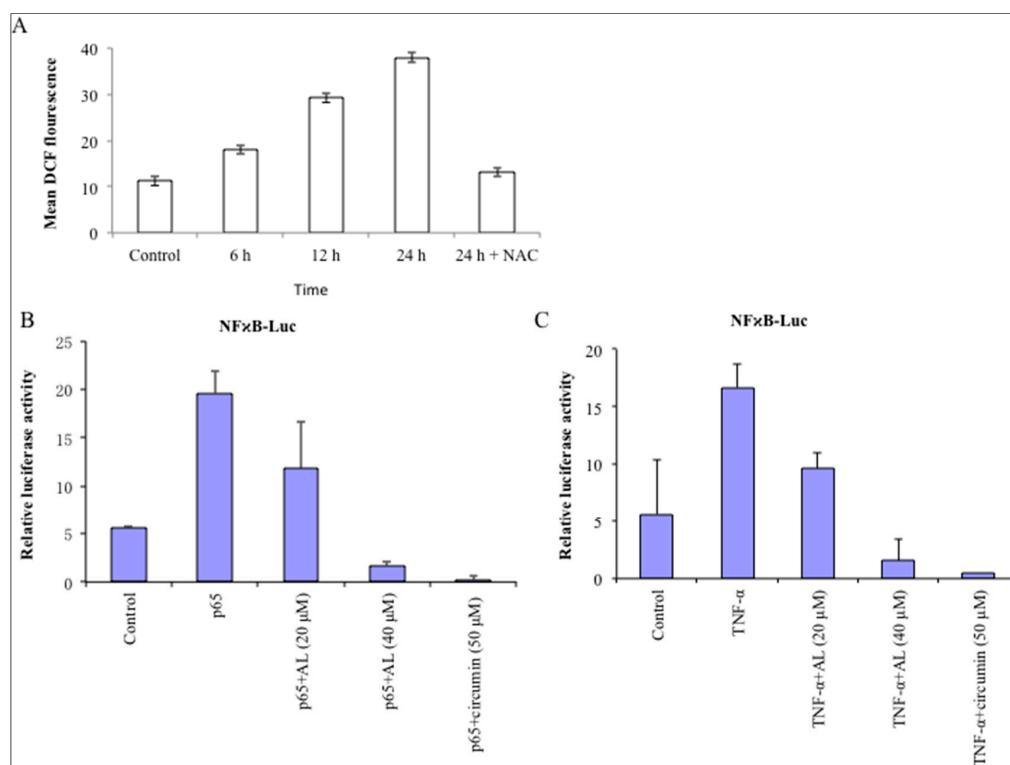 A
Mean DCF flourescence
40
30
20
10
0
Control 6 h 12 h 24 h 24 h + NAC
Time
B
NFϰB-Luc
Relative luciferase activity
25
20
15
10
5
0
Control
p65
p65+AL (20 μM)
p65+AL (40 μM)
p65+circumin (50 μM)
C
NFϰB-Luc
Relative luciferase activity
20
15
10
5
0
Control
TNF-α
TNF-α+AL (20 μM)
TNF-α+AL (40 μM)
TNF-α+circumin (50 μM)